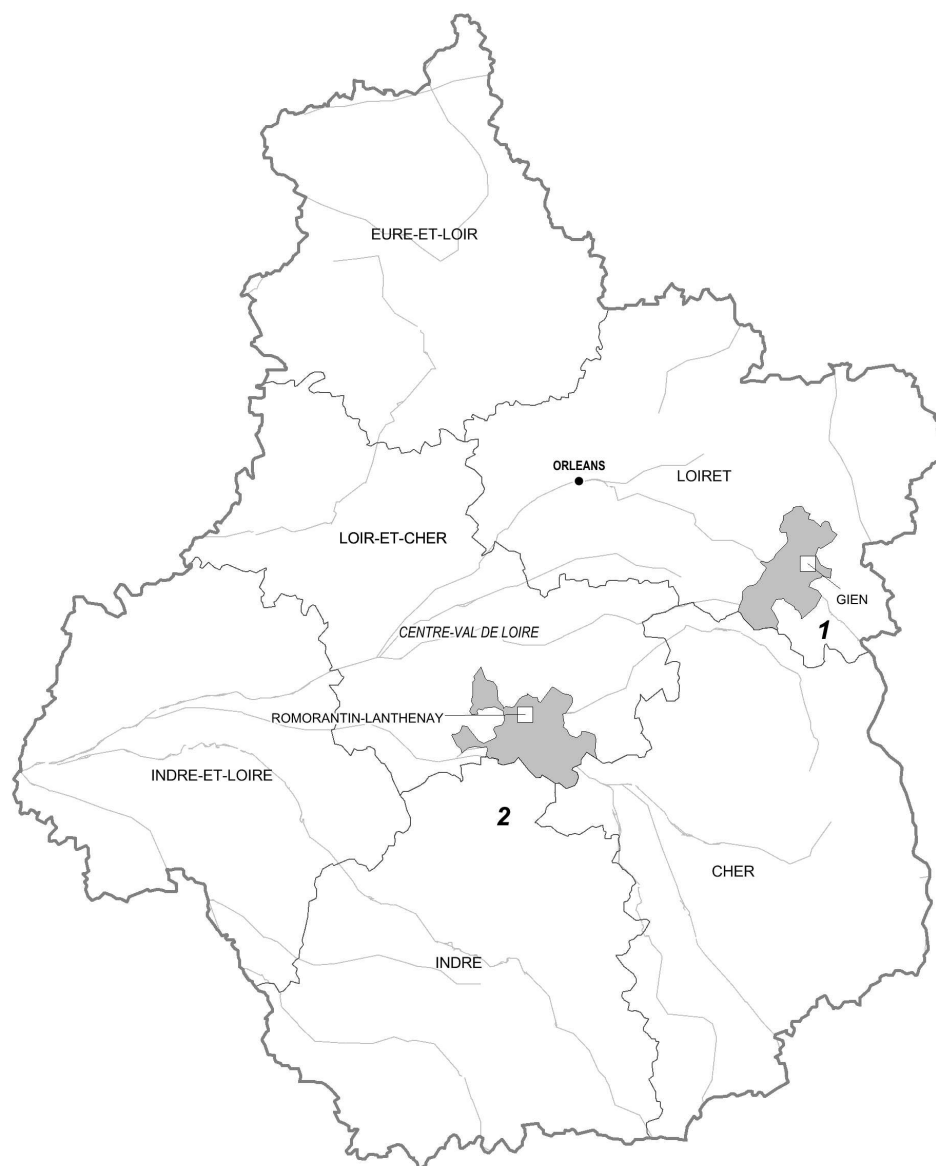 EURE-ET-LOIR
ORLEANS
LOIRET
LOIR-ET-CHER
GIEN
1
CENTRE-VAL DE LOIRE
ROMORANTIN-LANTHENAY
INDRE-ET-LOIRE
2
CHER
INDRE